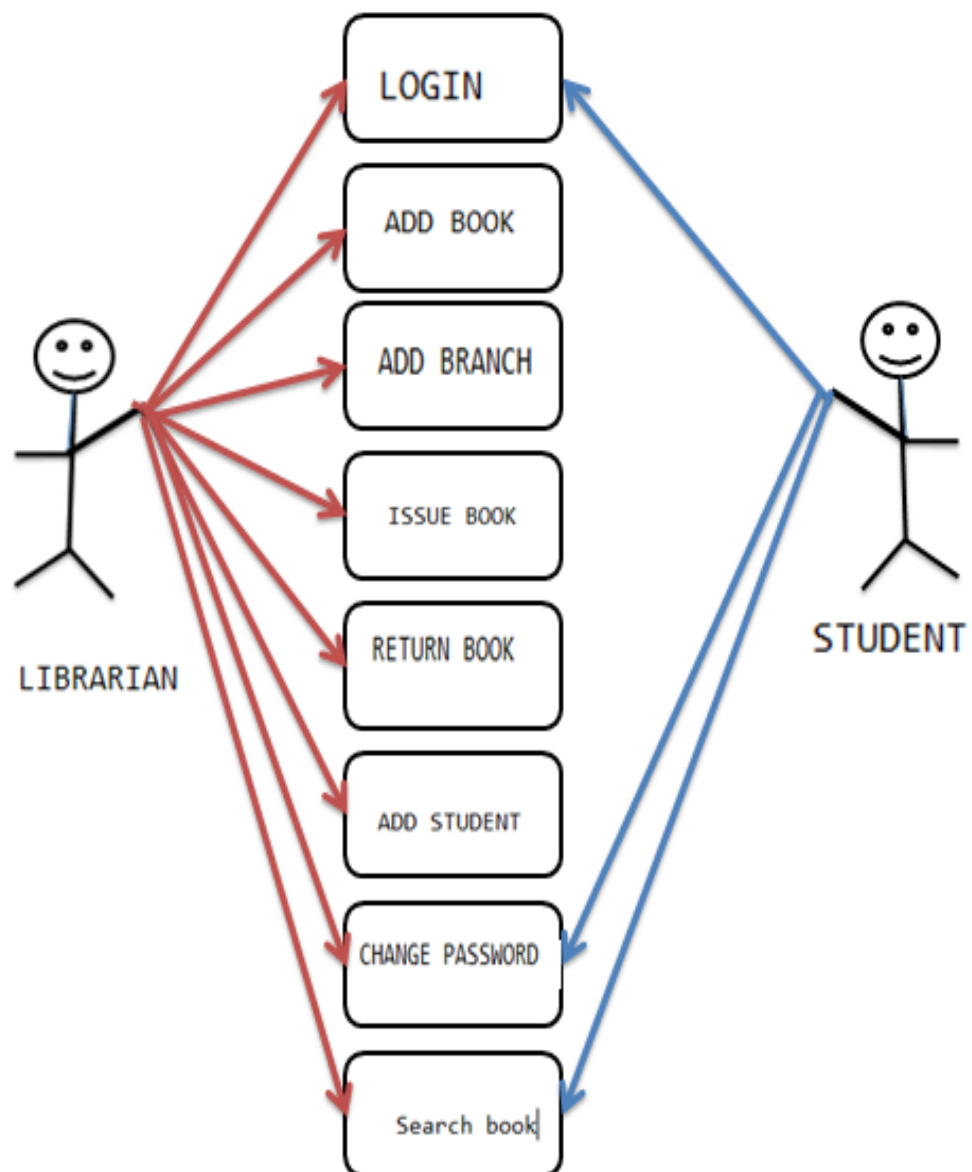 LOGIN
ADD BOOK
ADD BRANCH
ISSUE BOOK
RETURN BOOK
ADD STUDENT
CHANGE PASSWORD
Search book
LIBRARIAN
STUDENT